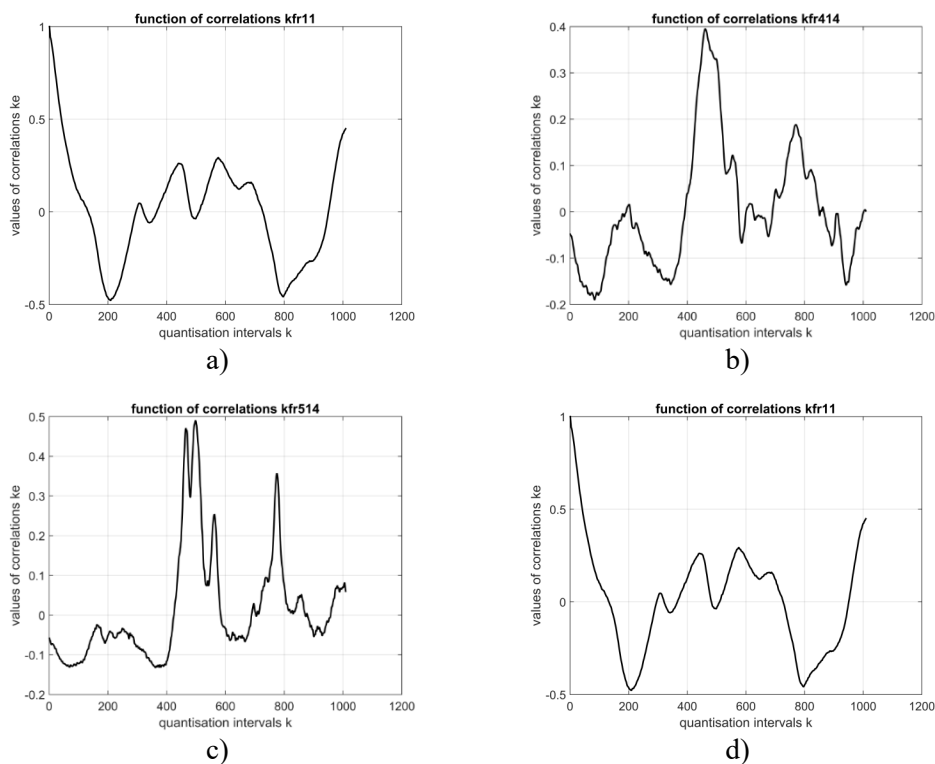 function of correlations kfr11
values of correlations ke
1
0.5
0
-0.5
0 200 400 600 800 1000 1200
quantisation intervals k
a)
function of correlations kfr414
values of correlations ke
0.4
0.3
0.2
0.1
0
-0.1
-0.2
0 200 400 600 800 1000 1200
quantisation intervals k
b)
function of correlations kfr514
values of correlations ke
0.5
0.4
0.3
0.2
0.1
0
-0.1
-0.2
0 200 400 600 800 1000 1200
quantisation intervals k
c)
function of correlations kfr11
values of correlations ke
1
0.5
0
-0.5
0 200 400 600 800 1000 1200
quantisation intervals k
d)